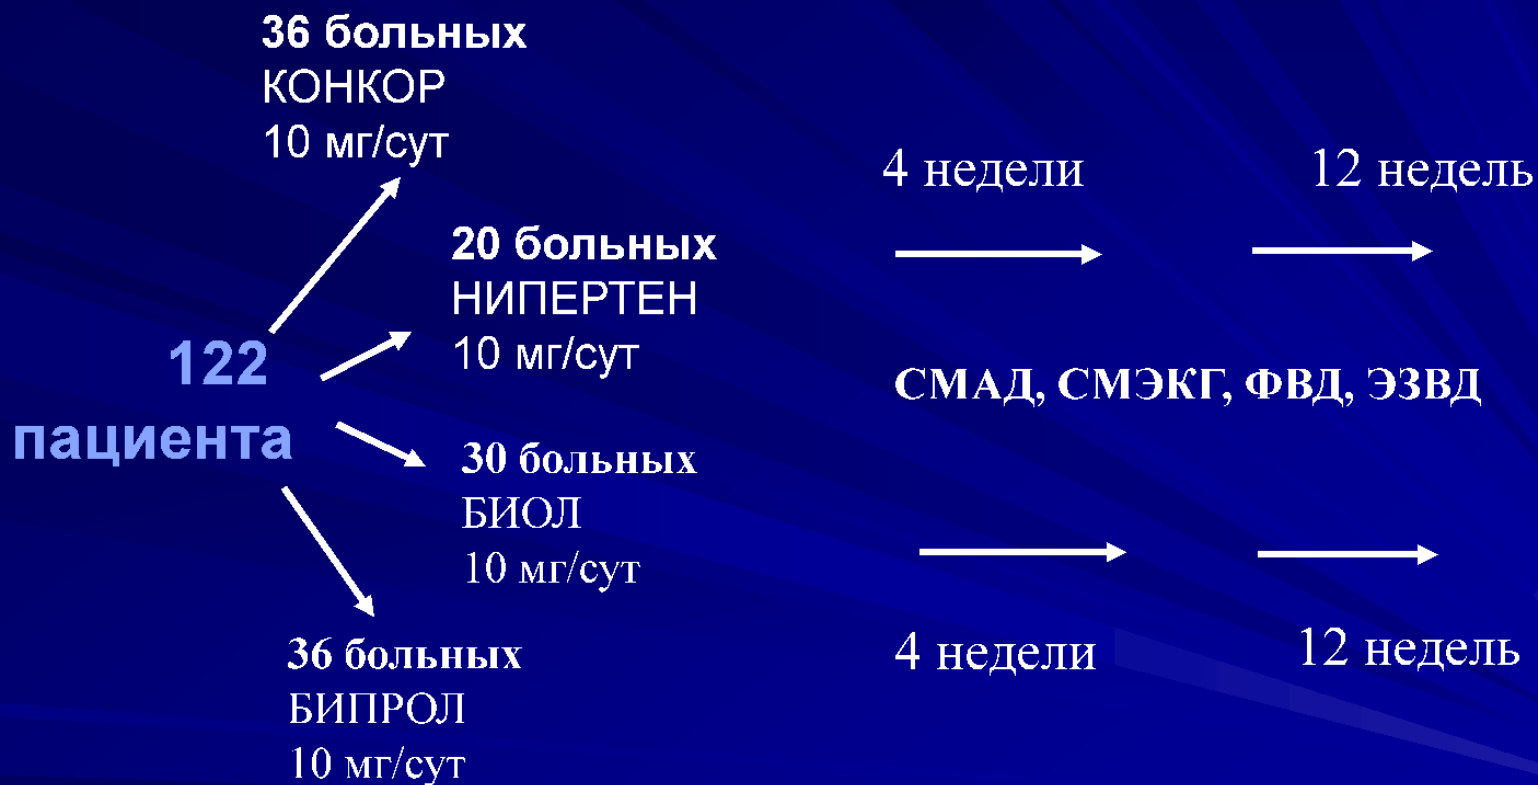 36 больных
КОНКОР
10 мг/сут
20 больных
НИПЕРТЕН
10 мг/сут
122
пациента
30 больных
БИОЛ
10 мг/сут
36 больных
БИПРОЛ
10 мг/сут
4 недели
12 недель
СМАД, СМЭКГ, ФВД, ЭЗВД
4 недели
12 недель